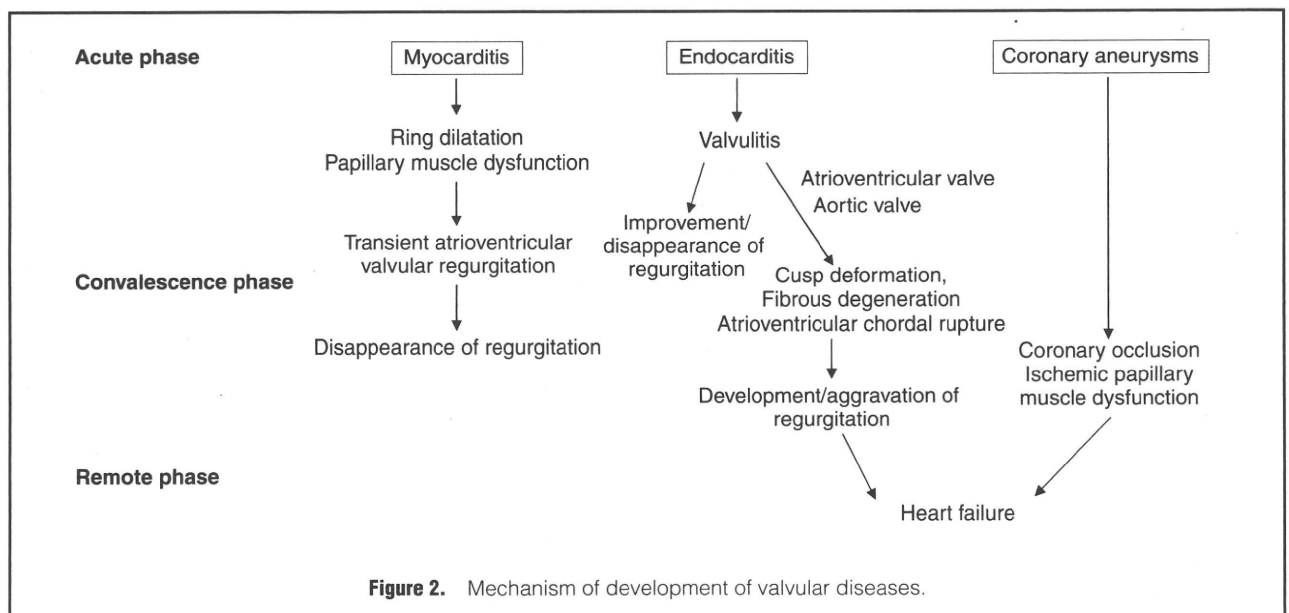 Acute phase
Myocarditis
Endocarditis
Coronary aneurysms
Ring dilatation
Papillary muscle dysfunction
Valvulitis
Atrioventricular valve
Aortic valve
Transient atrioventricular
valvular regurgitation
Improvement/
disappearance of
regurgitation
Convalescence phase
Cusp deformation,
Fibrous degeneration
Atrioventricular chordal rupture
Disappearance of regurgitation
Coronary occlusion
Ischemic papillary
muscle dysfunction
Development/aggravation of
regurgitation
Remote phase
Heart failure
Figure 2. Mechanism of development of valvular diseases.